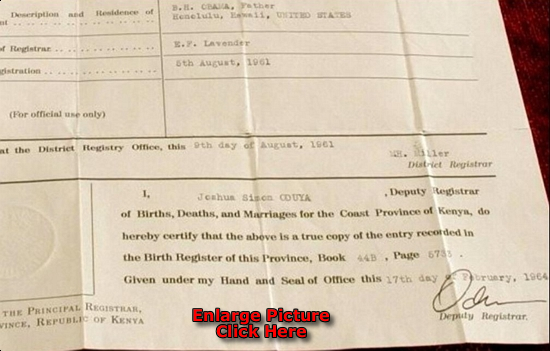 B.H. OBAMA, Father
Description and Residence of
Honolulu, Hawaii, UNITED STATES
of Registrar
E.F. Lavender
gistration
5th August, 1961
(For official use only)
at the District Registry Office, this 9th day of August, 1961
Miller
District Registrar
I, Joshua Simon ODUYA, Deputy Registrar
of Births, Deaths, and Marriages for the Coast Province of Kenya, do
hereby certify that the above is a true copy of the entry recorded in
the Birth Register of this Province, Book 44B, Page
Given under my Hand and Seal of Office this 17th day of February, 1964
THE PRINCIPAL REGISTRAR,
VINCE, REPUBLIC OF KENYA
Deputy Registrar.
Enlarge Picture
Click Here